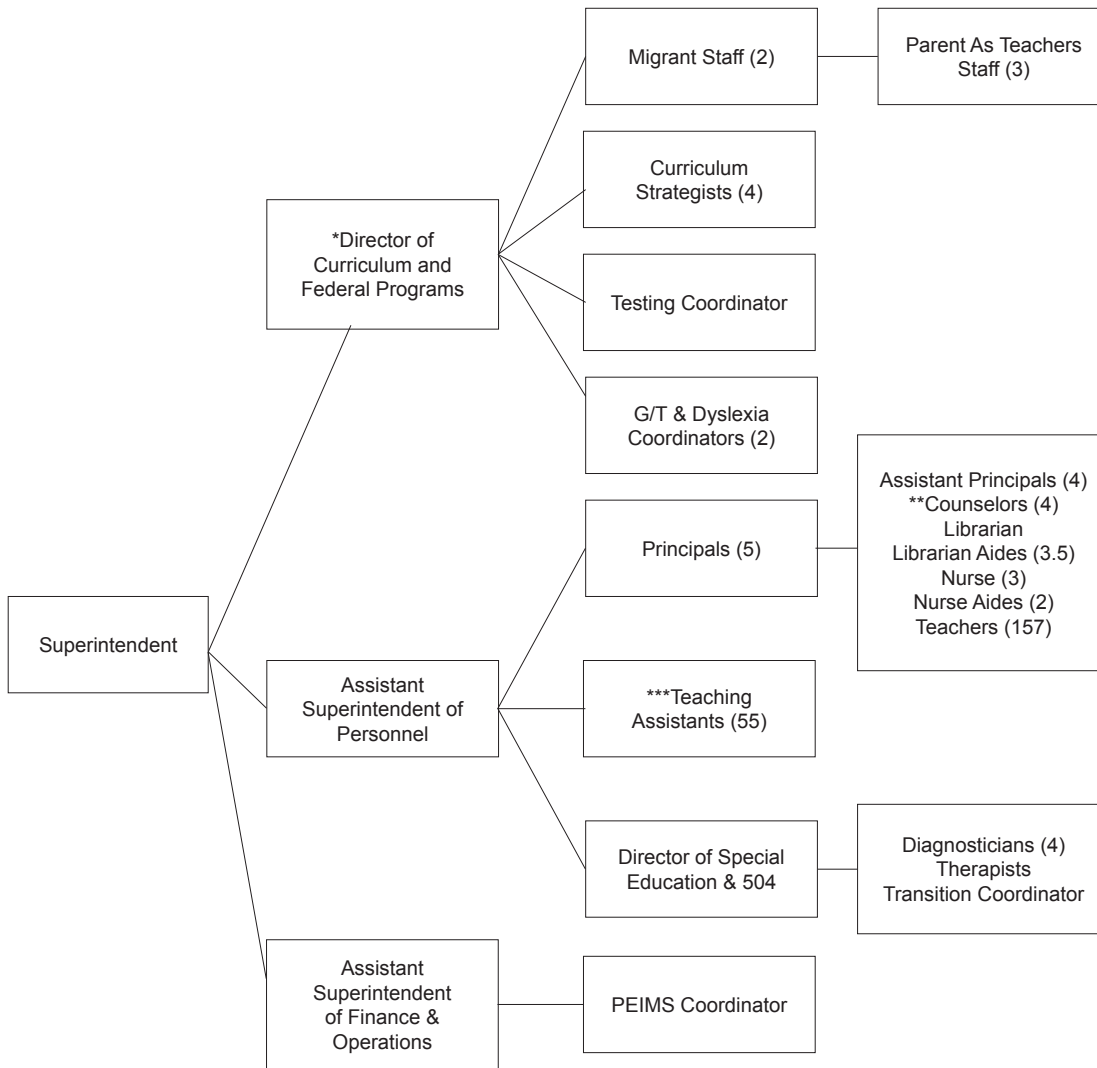 Migrant Staff (2)
Parent As Teachers
Staff (3)
Curriculum
Strategists (4)
*Director of
Curriculum and
Federal Programs
Testing Coordinator
G/T & Dyslexia
Coordinators (2)
Principals (5)
Assistant Principals (4)
**Counselors (4)
Librarian
Librarian Aides (3.5)
Nurse (3)
Nurse Aides (2)
Teachers (157)
Superintendent
Assistant
Superintendent of
Personnel
***Teaching
Assistants (55)
Director of Special
Education & 504
Diagnosticians (4)
Therapists
Transition Coordinator
Assistant
Superintendent
of Finance &
Operations
PEIMS Coordinator